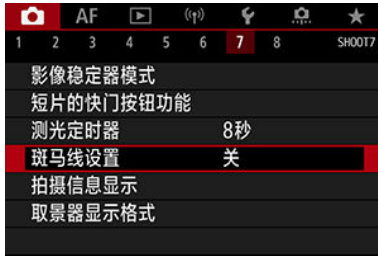 AF
1 2 3 4 5 6 7 8 SHOOT7
影像稳定器模式
短片的快门按钮功能
测光定时器 8秒
斑马线设置 关
拍摄信息显示
取景器显示格式